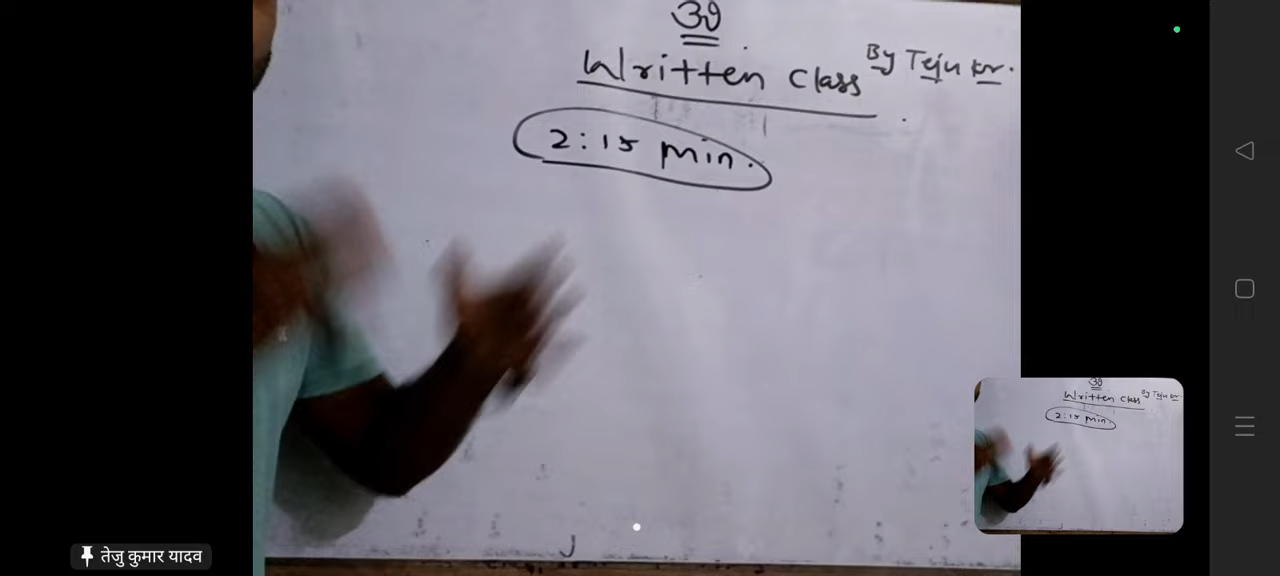 ॐ
Written Class By Teju kr.
2:15 min.
तेजु कुमार यादव